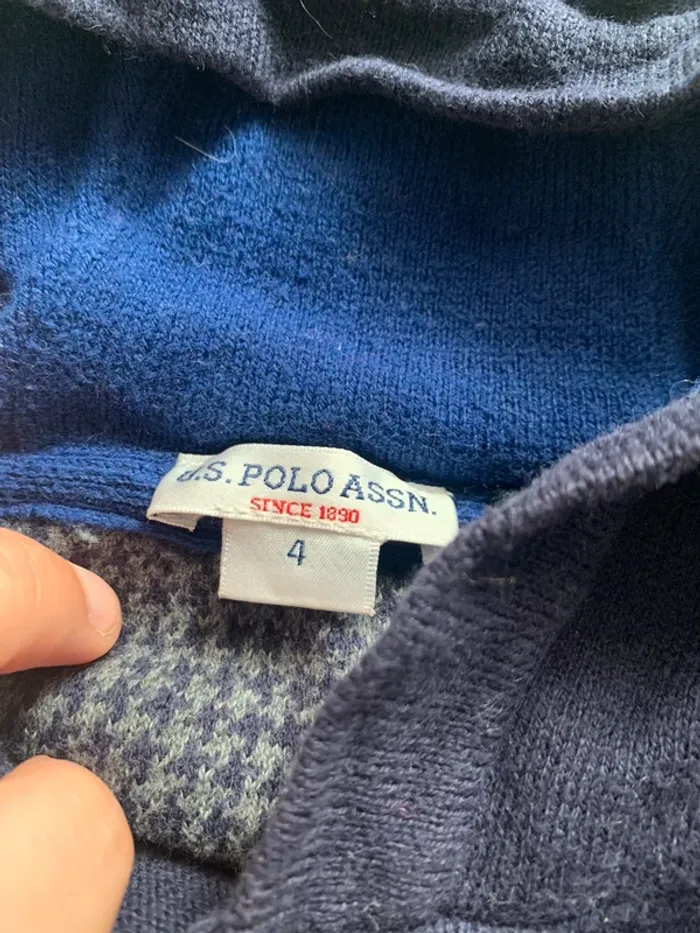 U.S. POLO ASSN.
SINCE 1890
4